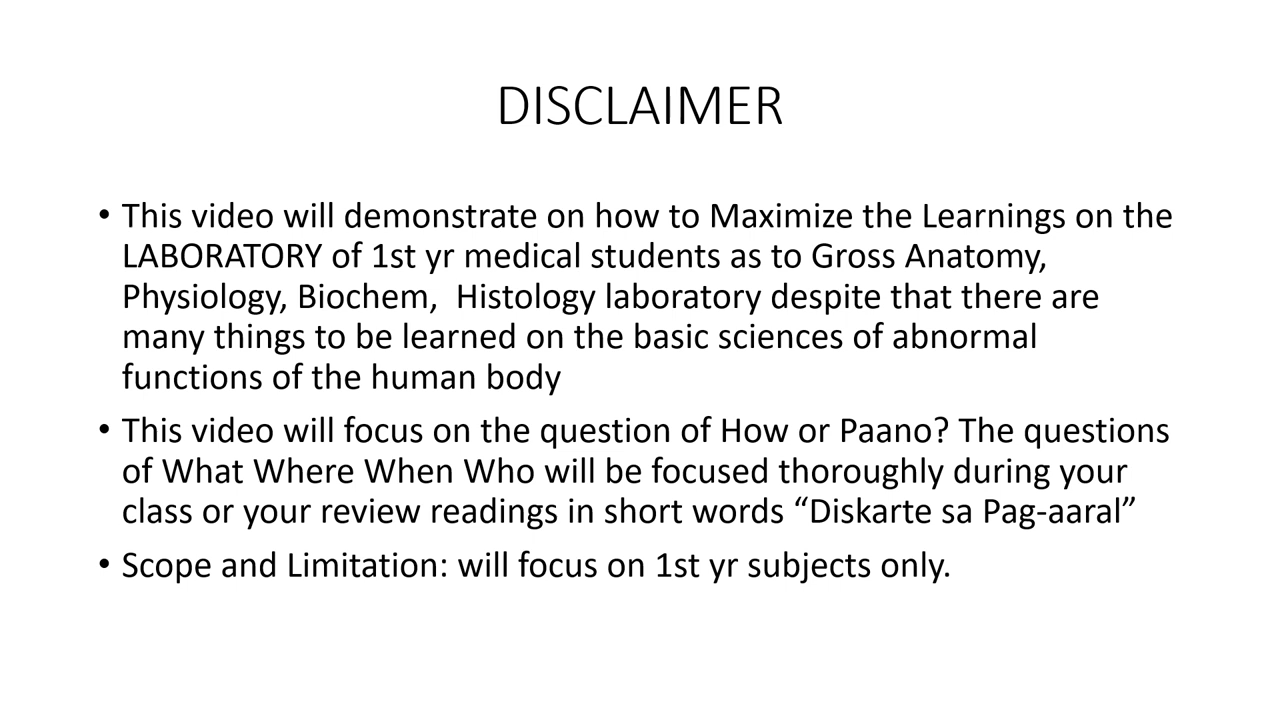 DISCLAIMER
• This video will demonstrate on how to Maximize the Learnings on the
LABORATORY of 1st yr medical students as to Gross Anatomy,
Physiology, Biochem,  Histology laboratory despite that there are
many things to be learned on the basic sciences of abnormal
functions of the human body
• This video will focus on the question of How or Paano? The questions
of What Where When Who will be focused thoroughly during your
class or your review readings in short words “Diskarte sa Pag-aaral”
• Scope and Limitation: will focus on 1st yr subjects only.